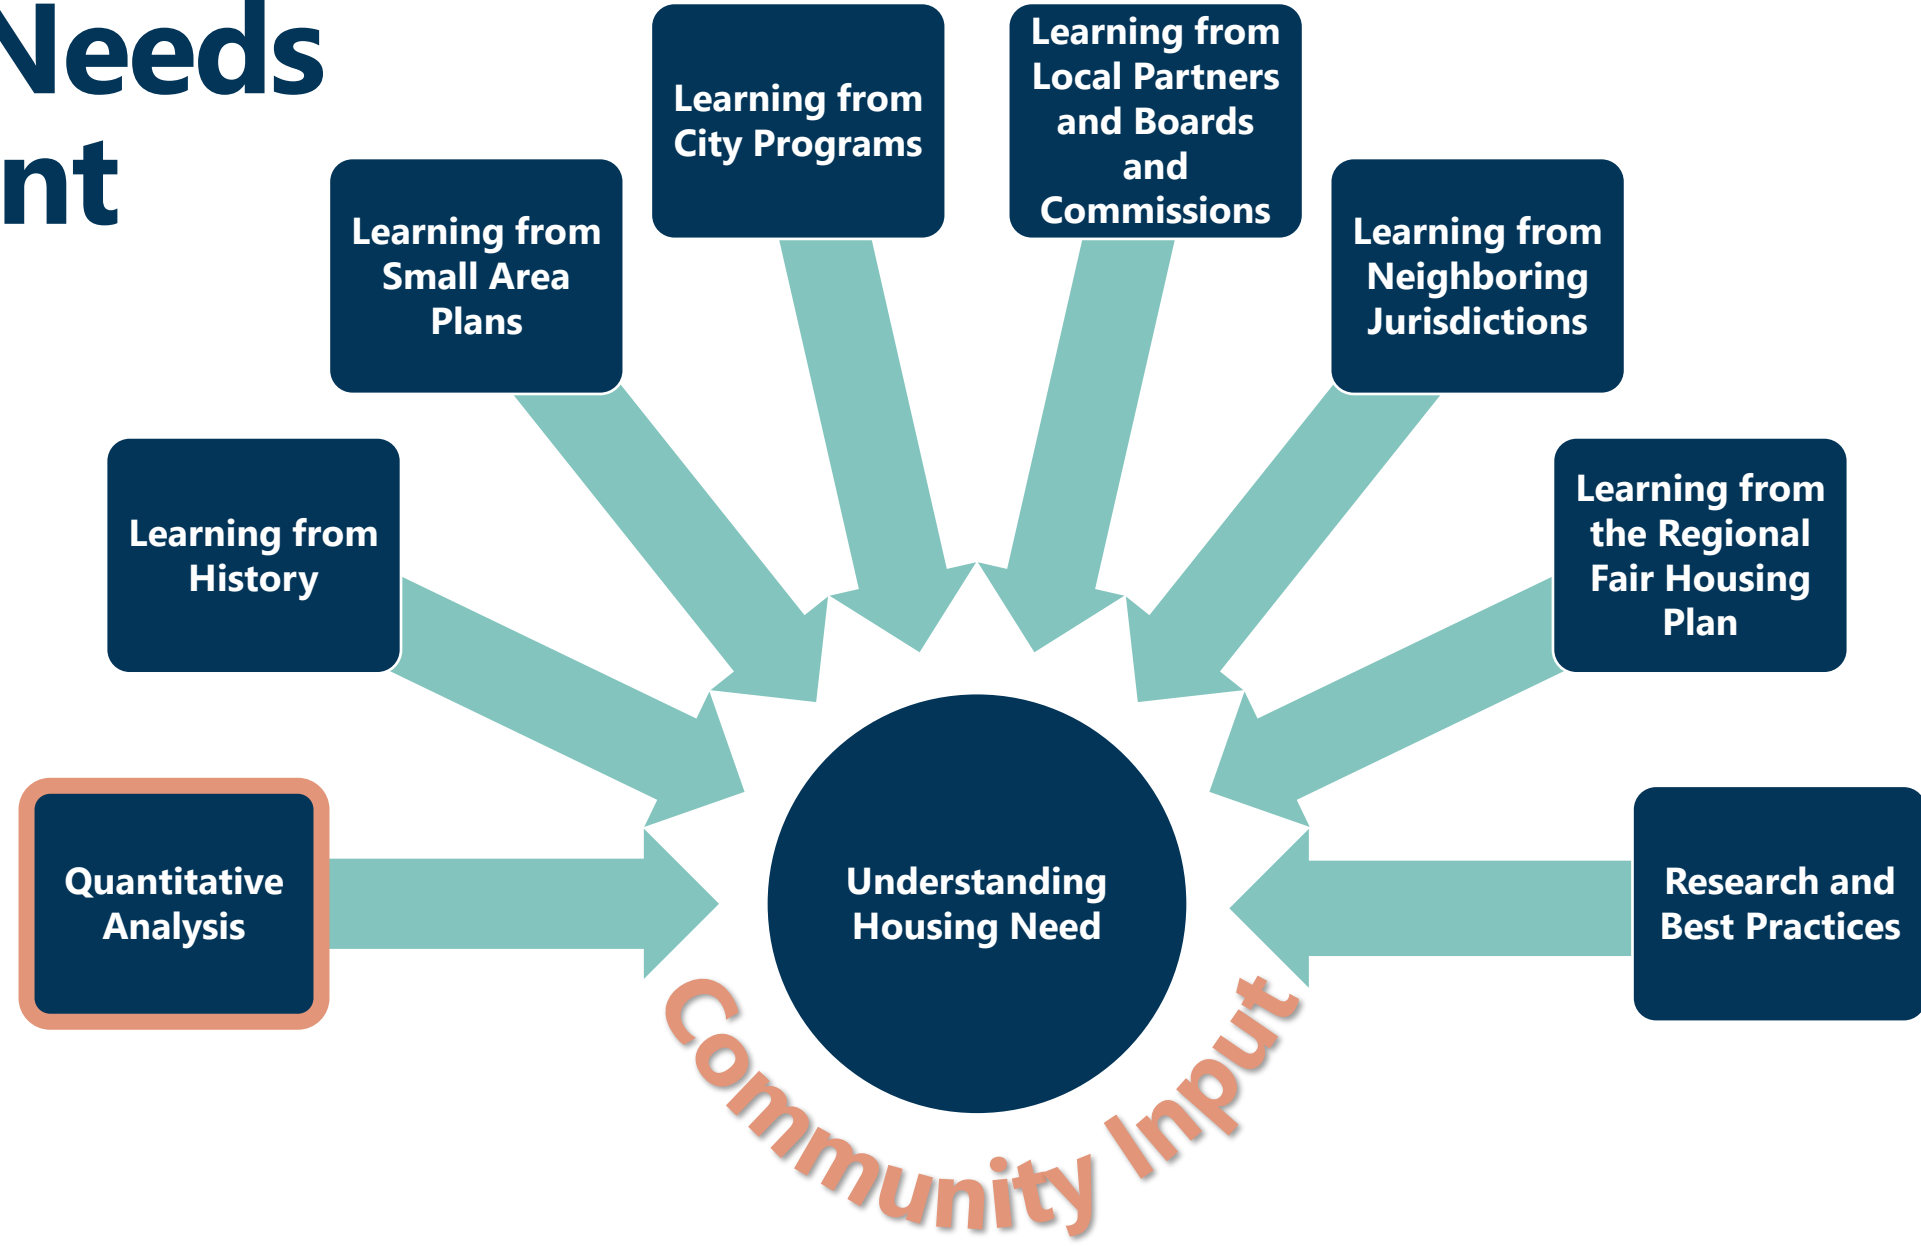 Needs
nt
Learning from
City Programs
Learning from
Local Partners
and Boards
and
Commissions
Learning from
Small Area
Plans
Learning from
Neighboring
Jurisdictions
Learning from
History
Learning from
the Regional
Fair Housing
Plan
Quantitative
Analysis
Understanding
Housing Need
Research and
Best Practices
Community Input